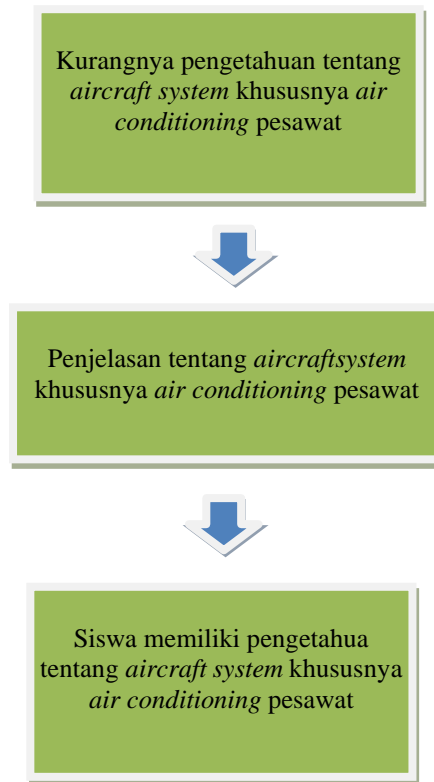 Kurangnya pengetahuan tentang
aircraft system khususnya air
conditioning pesawat
Penjelasan tentang aircraftsystem
khususnya air conditioning pesawat
Siswa memiliki pengetahua
tentang aircraft system khususnya
air conditioning pesawat